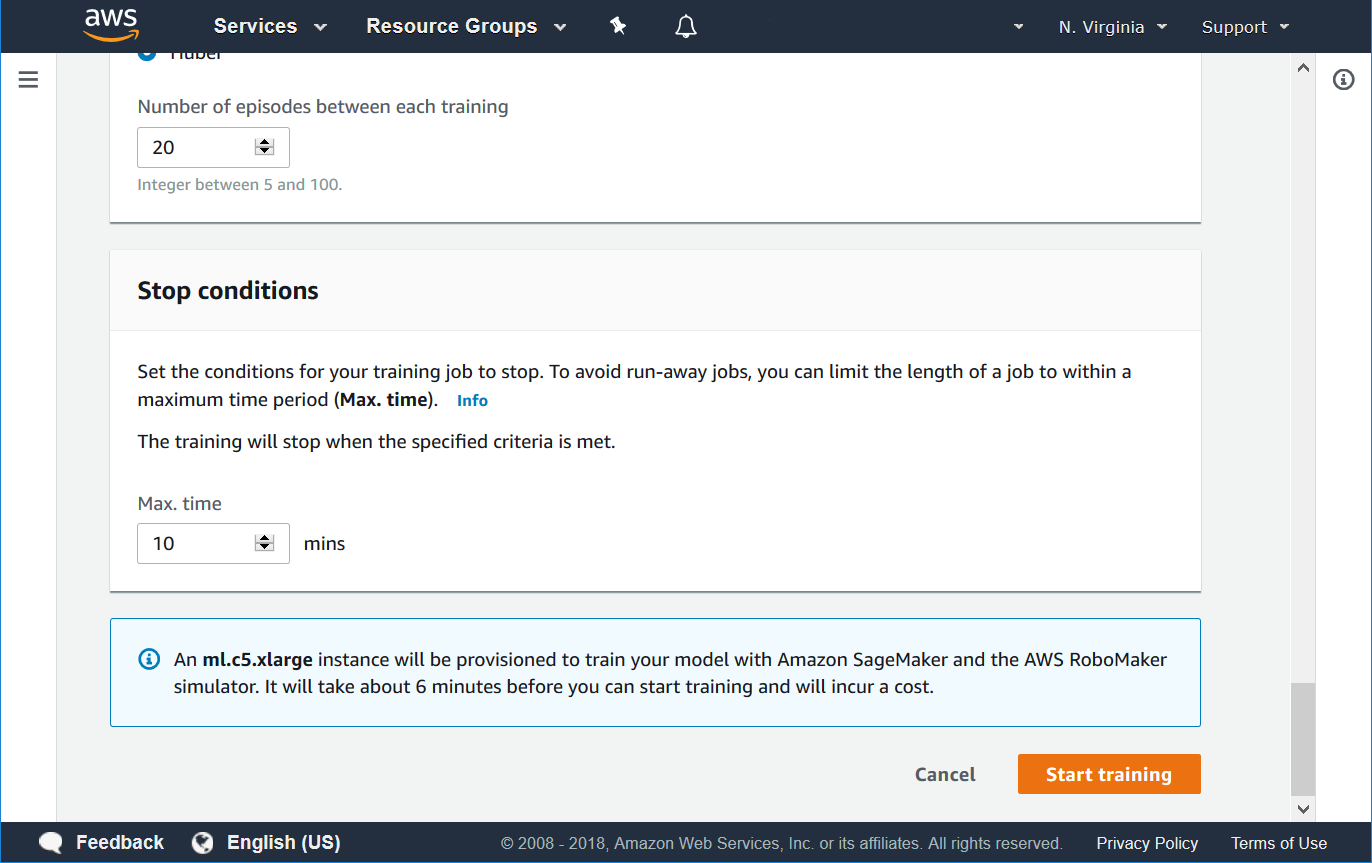 aws Services Resource Groups N. Virginia Support
Huber
Number of episodes between each training
20
Integer between 5 and 100.
Stop conditions
Set the conditions for your training job to stop. To avoid run-away jobs, you can limit the length of a job to within a
maximum time period (Max. time). Info
The training will stop when the specified criteria is met.
Max. time
10 mins
An ml.c5.xlarge instance will be provisioned to train your model with Amazon SageMaker and the AWS RoboMaker
simulator. It will take about 6 minutes before you can start training and will incur a cost.
Cancel Start training
Feedback English (US) © 2008 - 2018, Amazon Web Services, Inc. or its affiliates. All rights reserved. Privacy Policy Terms of Use